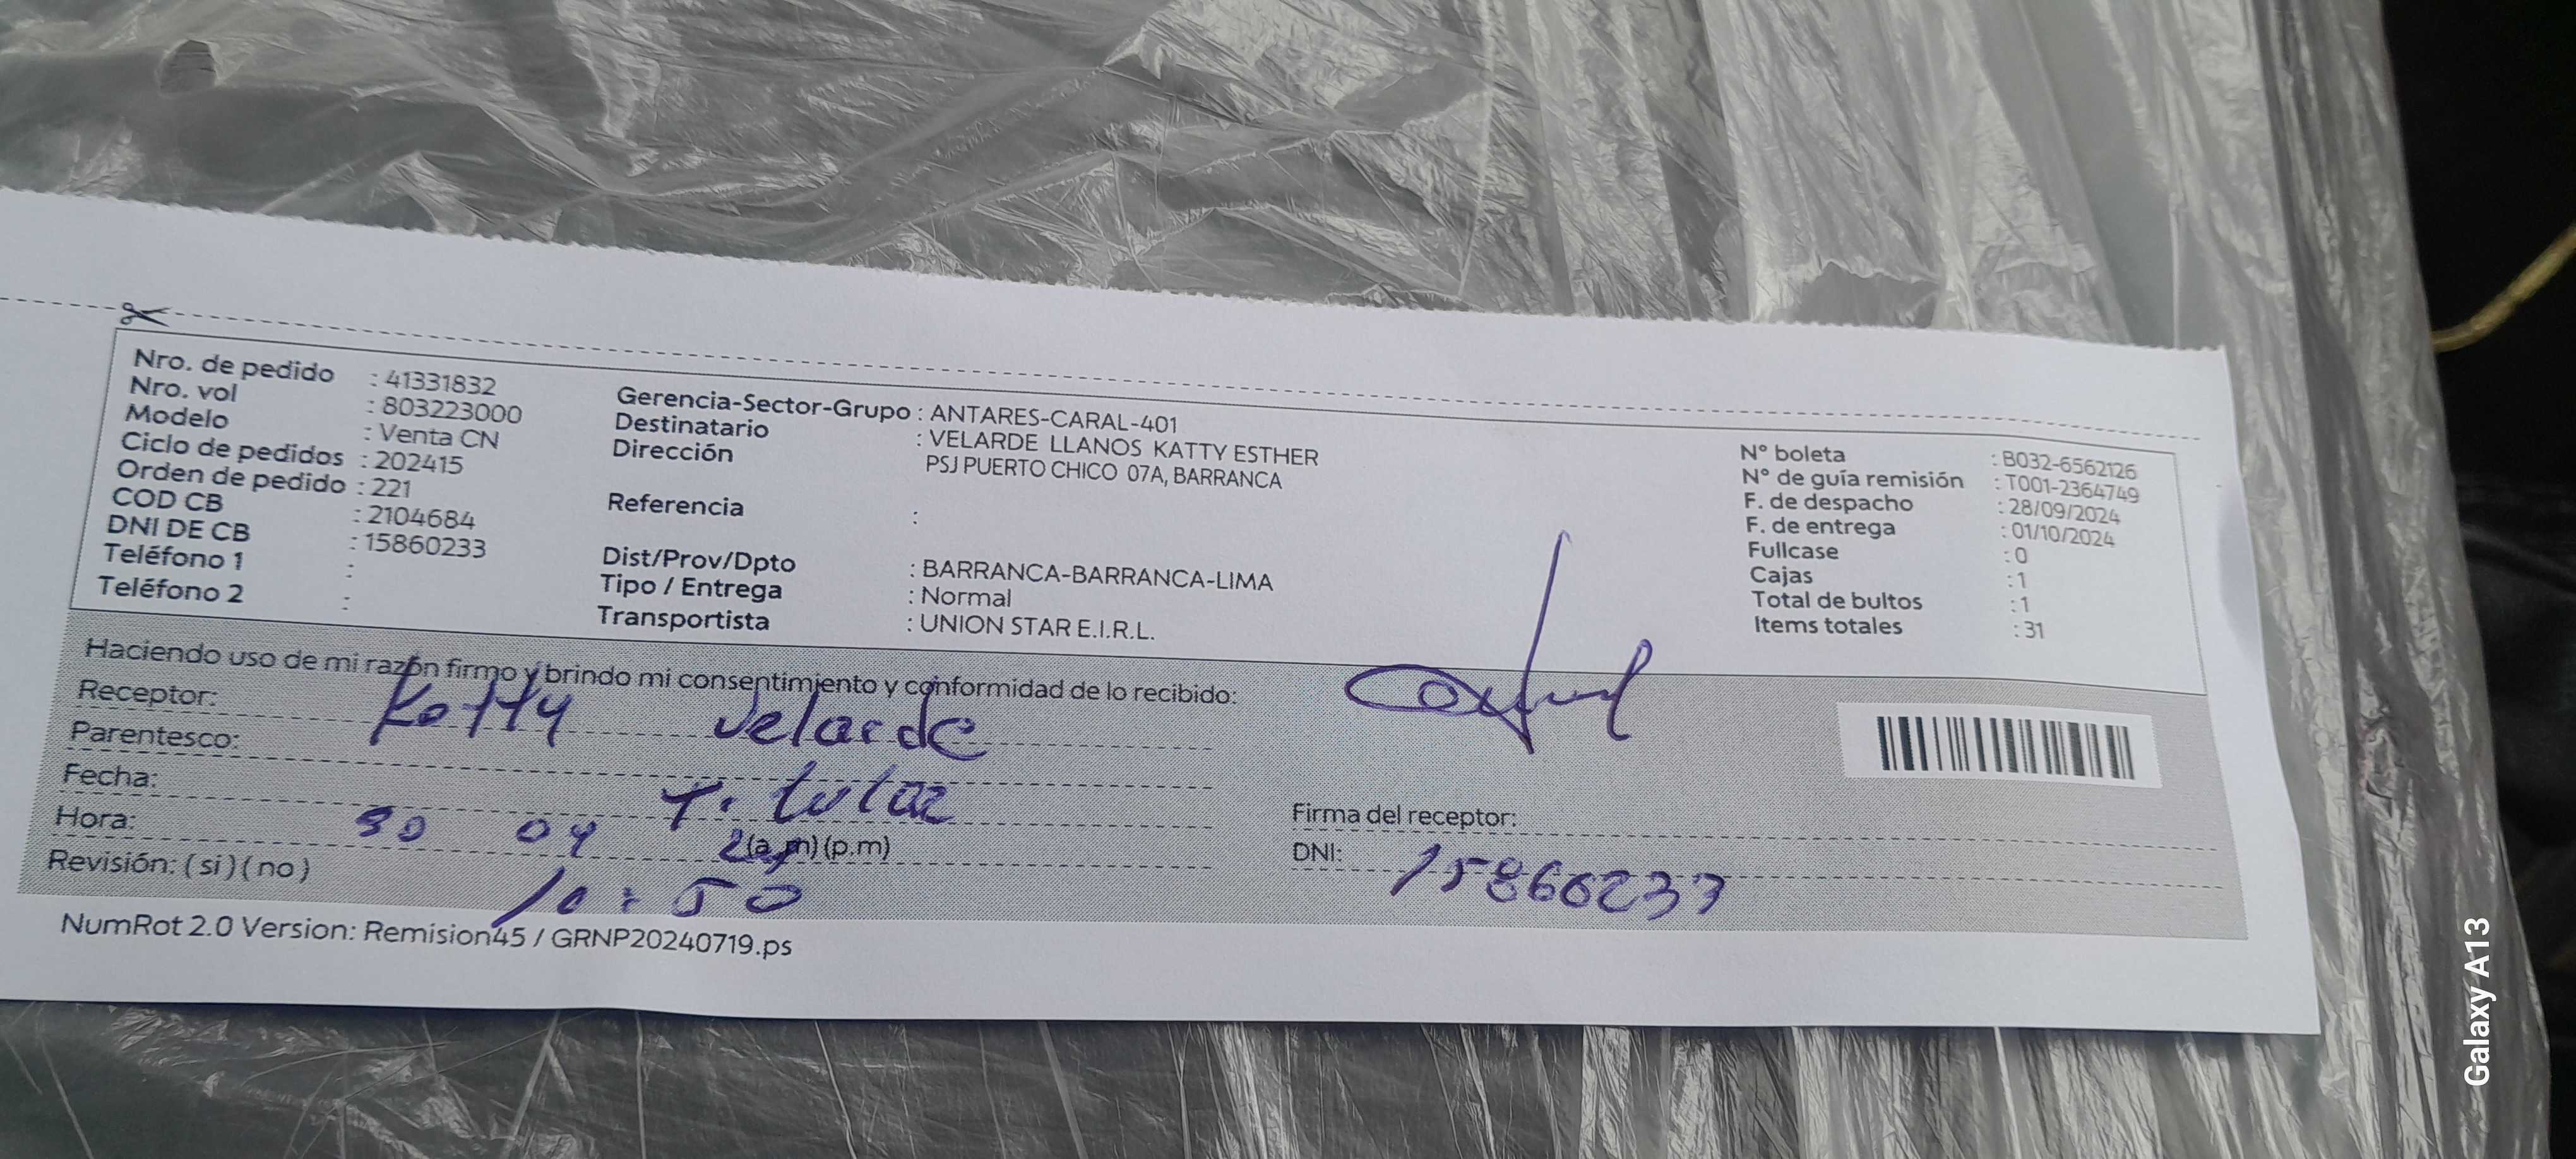 Nro. de pedido : 41331832
Nro. vol : 803223000
Modelo : Venta CN
Ciclo de pedidos : 202415
Orden de pedido : 221
COD CB : 2104684
DNI DE CB : 15860233
Teléfono 1 :
Teléfono 2 :
Gerencia-Sector-Grupo : ANTARES-CARAL-401
Destinatario : VELARDE LLANOS KATTY ESTHER
Dirección PSJ PUERTO CHICO 07A, BARRANCA
Referencia :
Dist/Prov/Dpto : BARRANCA-BARRANCA-LIMA
Tipo / Entrega : Normal
Transportista : UNION STAR E.I.R.L.
N° boleta : B032-6562126
N° de guía remisión : T001-2364749
F. de despacho : 28/09/2024
F. de entrega : 01/10/2024
Fullcase : 0
Cajas : 1
Total de bultos : 1
Items totales : 31
Haciendo uso de mi razón firmo y brindo mi consentimiento y conformidad de lo recibido:
Receptor: Katty Velarde
Parentesco: Titular
Fecha: 30 09
Hora: 10:50 (a.m) (p.m)
Revisión: (si) (no)
Firma del receptor:
DNI: 15860233
NumRot 2.0 Version: Remision45 / GRNP20240719.ps
Galaxy A13